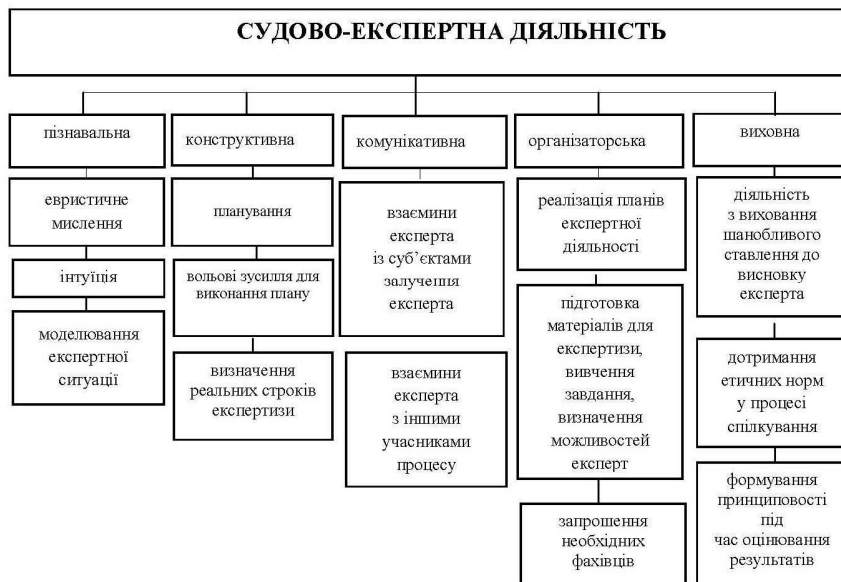 СУДОВО-ЕКСПЕРТНА ДІЯЛЬНІСТЬ
пізнавальна
евристичне
мислення
інтуїція
моделювання
експертної
ситуації
конструктивна
планування
вольові зусилля для
виконання плану
визначення
реальних строків
експертизи
комунікативна
взаємини
експерта
із суб’єктами
залучення
експерта
взаємини
експерта
з іншими
учасниками
процесу
організаторська
реалізація планів
експертної
діяльності
підготовка
матеріалів для
експертизи,
вивчення
завдання,
визначення
можливостей
експерт
запрошення
необхідних
фахівців
виховна
діяльність
з виховання
шанобливого
ставлення до
висновку
експерта
дотримання
етичних норм
у процесі
спілкування
формування
принциповості
під
час оцінювання
результатів